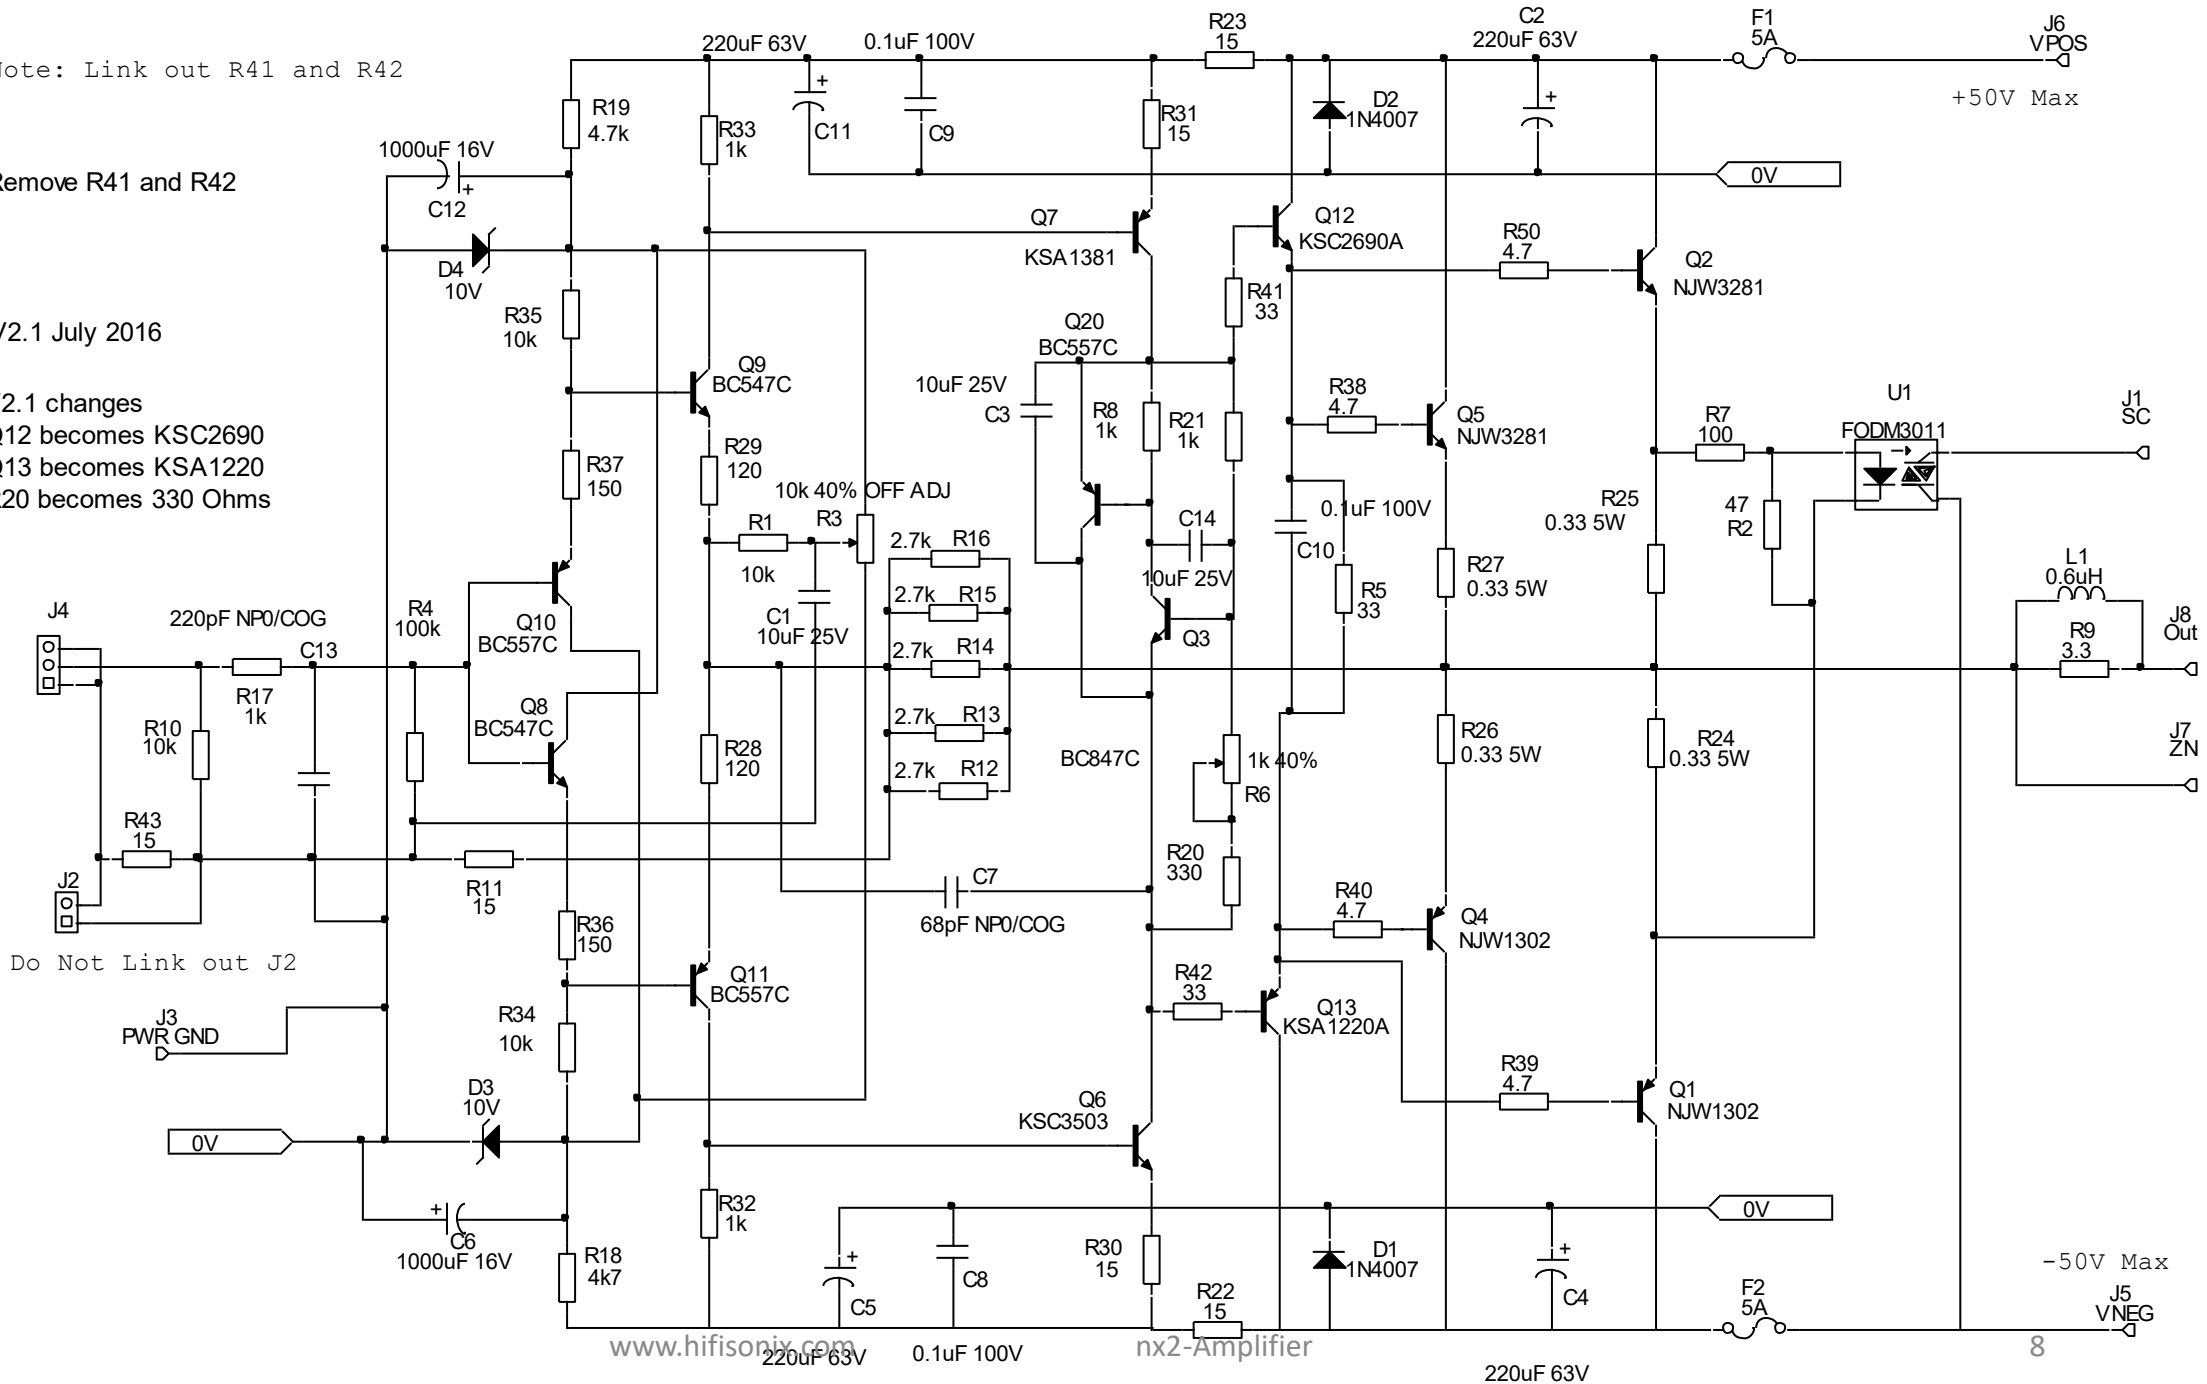 Note: Link out R41 and R42
Remove R41 and R42
V2.1 July 2016
V2.1 changes
Q12 becomes KSC2690
Q13 becomes KSA1220
R20 becomes 330 Ohms
220uF 63V
C11
0.1uF 100V
C9
R23
15
C2
220uF 63V
F1
5A
J6
VPOS
+50V Max
R19
4.7k
R33
1k
R31
15
D2
1N4007
1000uF 16V
C12
0V
D4
10V
Q7
KSA1381
Q12
KSC2690A
R50
4.7
Q2
NJW3281
R35
10k
R41
33
Q20
BC557C
Q9
BC547C
10uF 25V
C3
R8
1k
R21
1k
R38
4.7
Q5
NJW3281
R7
100
U1
FODM3011
J1
SC
R37
150
R29
120
10k 40% OFF ADJ
R1
10k
R3
C1
10uF 25V
C14
10uF 25V
0.1uF 100V
C10
R5
33
R27
0.33 5W
R25
0.33 5W
47
R2
L1
0.6uH
2.7k R16
2.7k R15
2.7k R14
2.7k R13
2.7k R12
J4
220pF NP0/COG
C13
R4
100k
Q10
BC557C
Q3
BC847C
R9
3.3
J8
Out
R17
1k
R10
10k
Q8
BC547C
R28
120
1k 40%
R6
R26
0.33 5W
R24
0.33 5W
J7
ZN
R43
15
J2
R11
15
C7
68pF NP0/COG
R20
330
R40
4.7
Q4
NJW1302
R36
150
Do Not Link out J2
Q11
BC557C
R42
33
Q13
KSA1220A
R34
10k
J3
PWR GND
R39
4.7
Q1
NJW1302
D3
10V
Q6
KSC3503
0V
C6
1000uF 16V
R18
4k7
R32
1k
C5
220uF 63V
C8
0.1uF 100V
R30
15
R22
15
D1
1N4007
0V
C4
220uF 63V
F2
5A
-50V Max
J5
VNEG
www.hifisonix.com
nx2-Amplifier
8